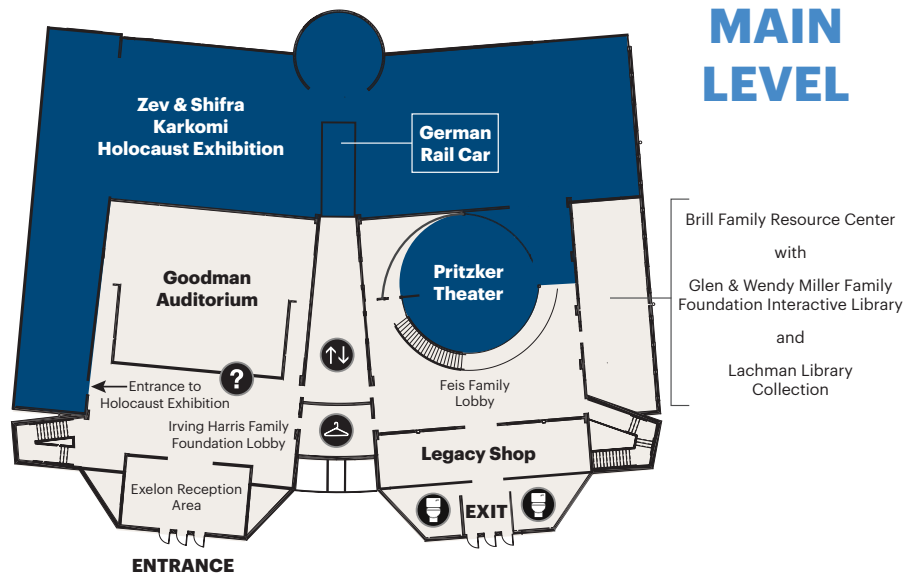 MAIN
LEVEL
Zev & Shifra
Karkomi
Holocaust Exhibition
German
Rail Car
Brill Family Resource Center
with
Glen & Wendy Miller Family
Foundation Interactive Library
and
Lachman Library
Collection
Goodman
Auditorium
Pritzker
Theater
?
Entrance to
Holocaust Exhibition
Feis Family
Lobby
Irving Harris Family
Foundation Lobby
Legacy Shop
Exelon Reception
Area
EXIT
ENTRANCE